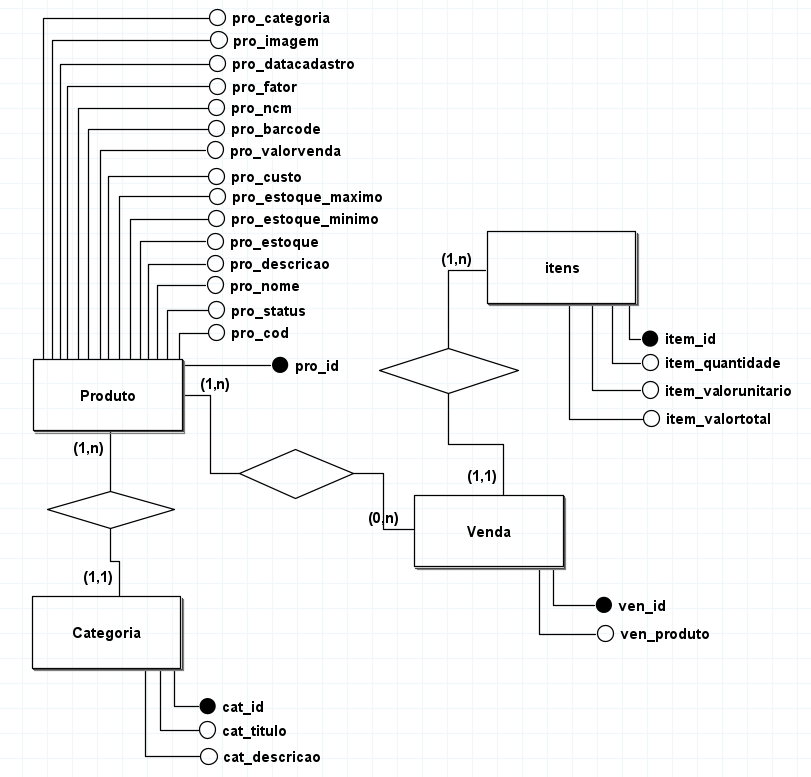 pro_categoria
pro_imagem
pro_datacadastro
pro_fator
pro_ncm
pro_barcode
pro_valorvenda
pro_custo
pro_estoque_maximo
pro_estoque_minimo
pro_estoque
pro_descricao
pro_nome
pro_status
pro_cod
pro_id
Produto
(1,n)
(1,n)
(1,n)
itens
item_id
item_quantidade
item_valorunitario
item_valortotal
(1,1)
(0,n)
Venda
ven_id
ven_produto
(1,1)
Categoria
cat_id
cat_titulo
cat_descricao